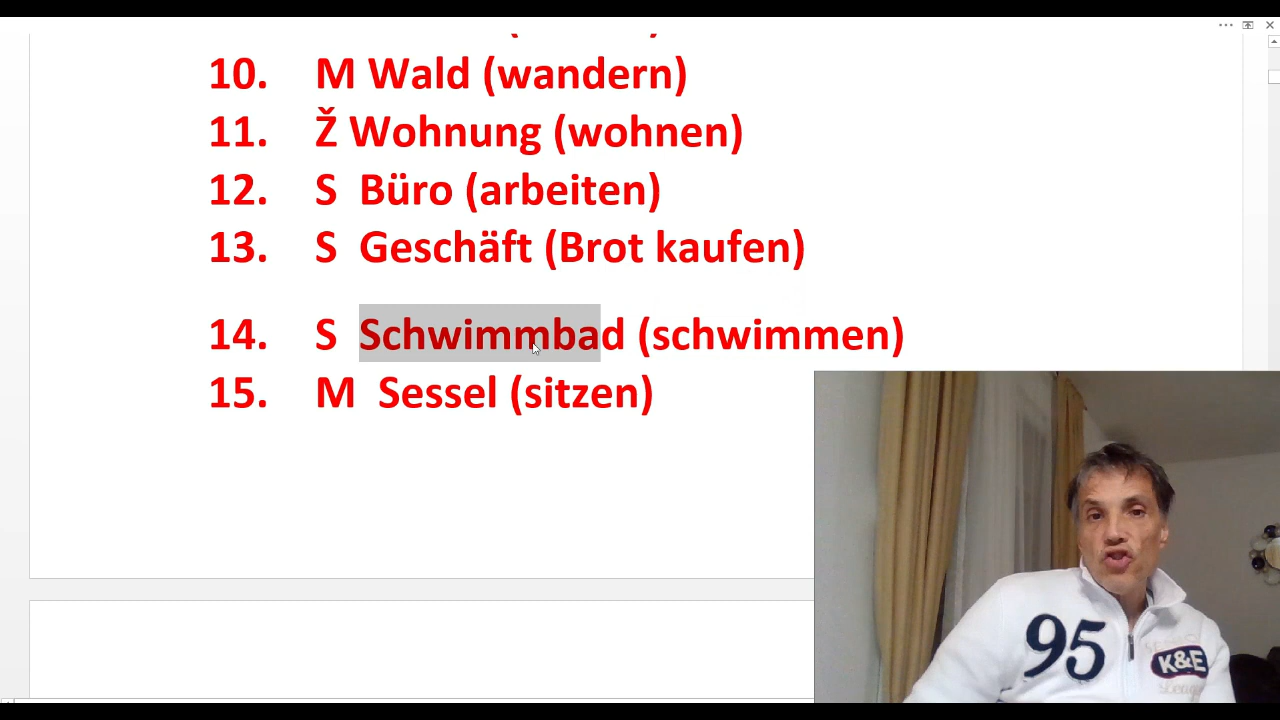 10. M Wald (wandern)
11. Ž Wohnung (wohnen)
12. S Büro (arbeiten)
13. S Geschäft (Brot kaufen)
14. S Schwimmbad (schwimmen)
15. M Sessel (sitzen)
95
K&E